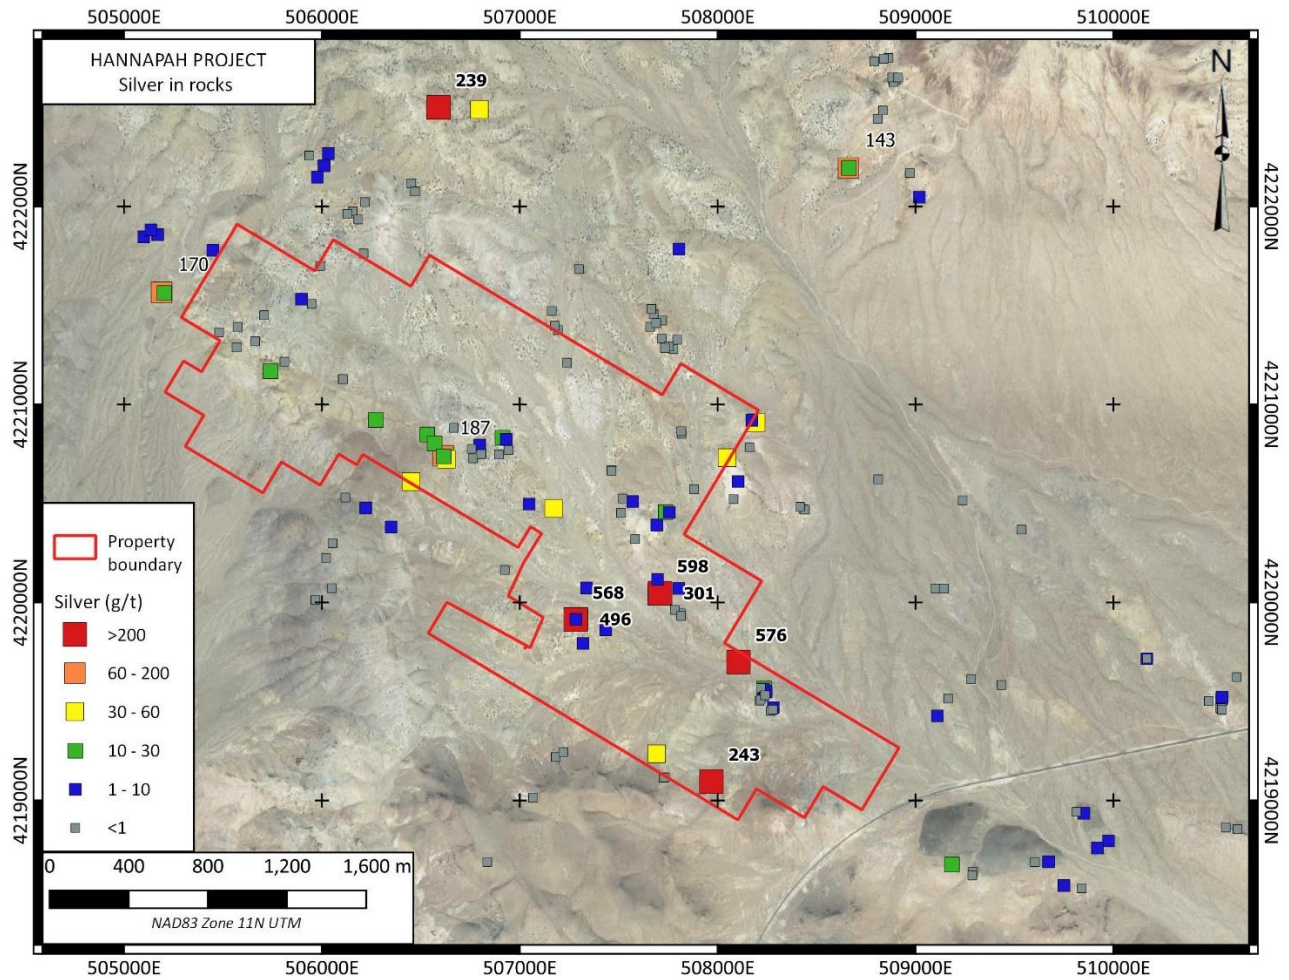 505000E 506000E 507000E 508000E 509000E 510000E
HANNAPAH PROJECT
Silver in rocks
N
239
143
4222000N 4222000N
170
4221000N 4221000N
187
598
568 301
496
4220000N 4220000N
576
243
4219000N 4219000N
Property
boundary
Silver (g/t)
>200
60 - 200
30 - 60
10 - 30
1 - 10
<1
0 400 800 1,200 1,600 m
NAD83 Zone 11N UTM
505000E 506000E 507000E 508000E 509000E 510000E